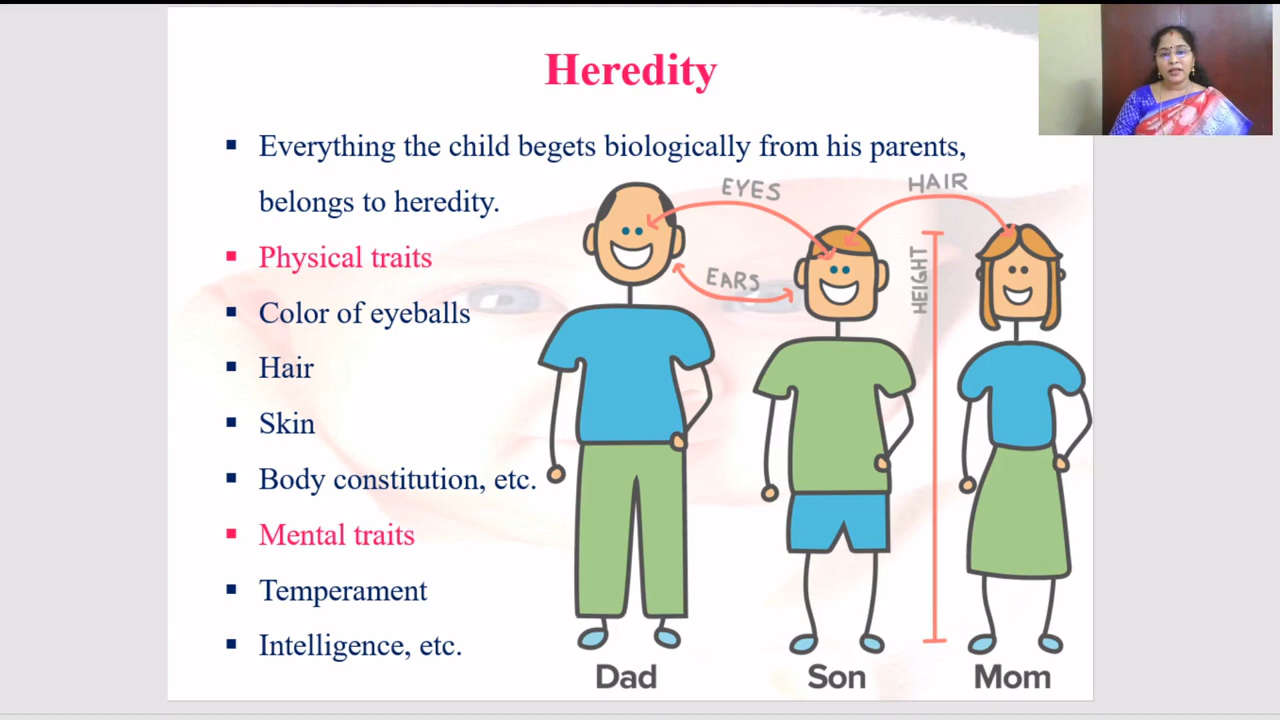 Heredity
▪ Everything the child begets biologically from his parents,
belongs to heredity.
▪ Physical traits
▪ Color of eyeballs
▪ Hair
▪ Skin
▪ Body constitution, etc.
▪ Mental traits
▪ Temperament
▪ Intelligence, etc.
EYES
HAIR
EARS
HEIGHT
Dad
Son
Mom